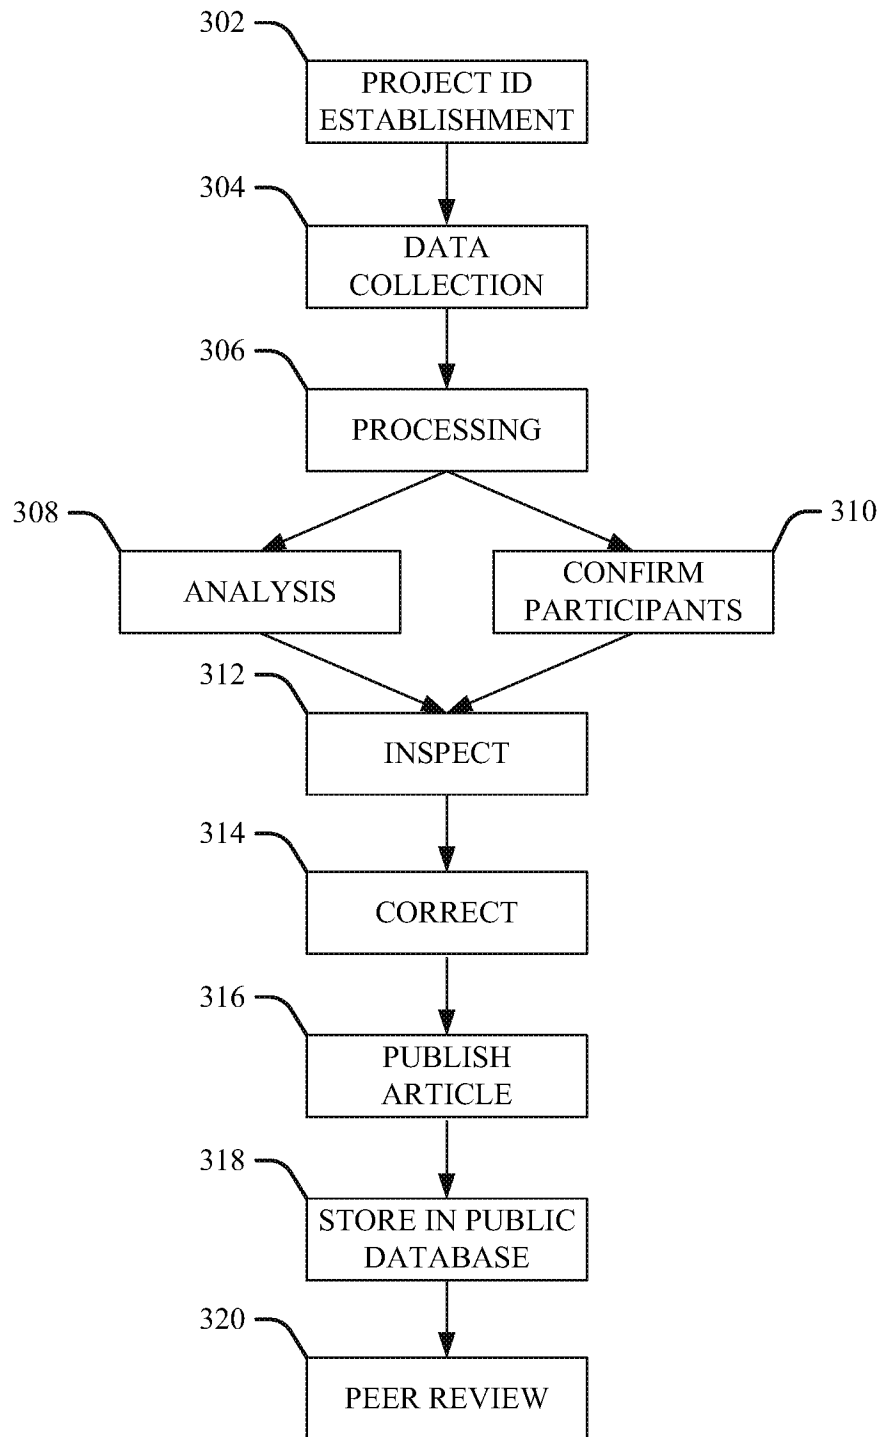 302
PROJECT ID
ESTABLISHMENT
304
DATA
COLLECTION
306
PROCESSING
308
310
ANALYSIS
CONFIRM
PARTICIPANTS
312
INSPECT
314
CORRECT
316
PUBLISH
ARTICLE
318
STORE IN PUBLIC
DATABASE
320
PEER REVIEW